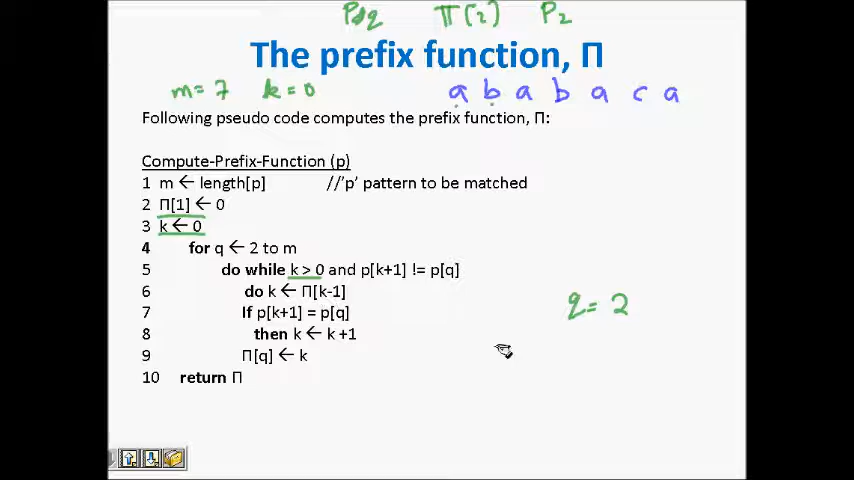 Pdq Π(2) P2
The prefix function, Π
m=7 k=0 a b a b a c a
Following pseudo code computes the prefix function, Π:
Compute-Prefix-Function (p)
1 m ← length[p] //'p' pattern to be matched
2 Π[1] ← 0
3 k ← 0
4 for q ← 2 to m
5 do while k > 0 and p[k+1] != p[q]
6 do k ← Π[k-1]
7 If p[k+1] = p[q]
8 then k ← k +1
9 Π[q] ← k
10 return Π
q= 2